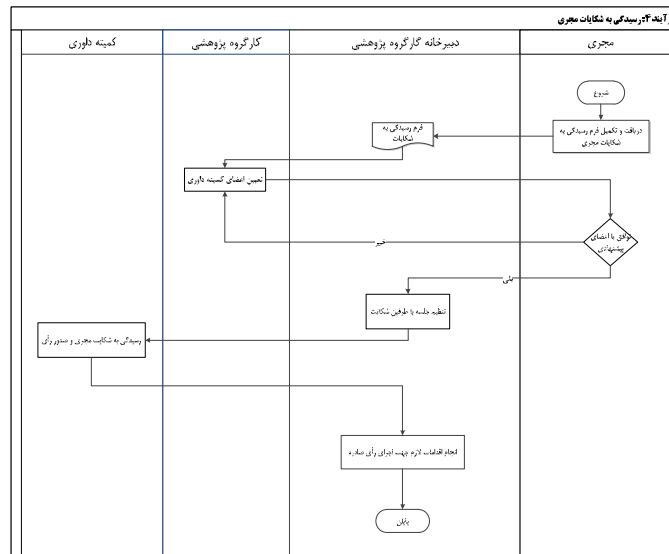 آیند ۴: رسیدگی به شکایات مجری
مجری
دبیرخانه کارگروه پژوهشی
کارگروه پژوهشی
کمیته داوری
شروع
دریافت و تکمیل فرم رسیدگی به
شکایات مجری
فرم رسیدگی به
شکایات
تعیین اعضای کمیته داوری
توافق با اعضای
پیشنهادی
خیر
بلی
تنظیم جلسه با طرفین شکایت
رسیدگی به شکایت مجری و صدور رأی
انجام اقدامات لازم جهت اجرای رأی صادره
پایان